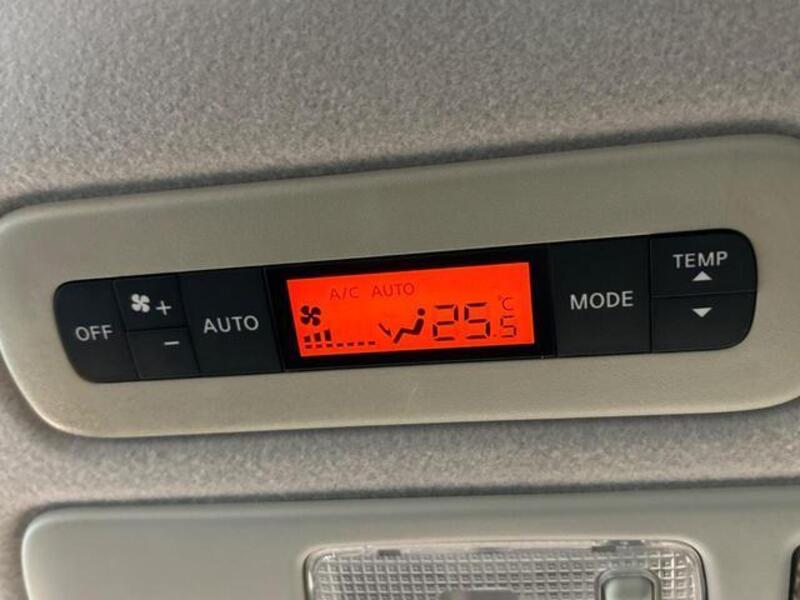 OFF
+
-
AUTO
A/C AUTO
25.5°C
MODE
TEMP